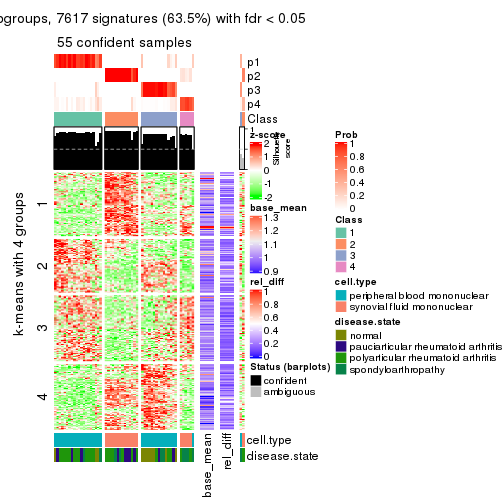 groups, 7617 signatures (63.5%) with fdr < 0.05
55 confident samples
p1
p2
p3
p4
Class
1
0
Silhouette
score
z-score
2
1
0
-1
-2
base_mean
1.3
1.2
1.1
1
0.9
rel_diff
1
0.8
0.6
0.4
0.2
0
Status (barplots)
confident
ambiguous
Prob
1
0.8
0.6
0.4
0.2
0
Class
1
2
3
4
cell.type
peripheral blood mononuclear
synovial fluid mononuclear
disease.state
normal
pauciarticular rheumatoid arthritis
polyarticular rheumatoid arthritis
spondyloarthropathy
k-means with 4 groups
1
2
3
4
cell.type
disease.state
base_mean
rel_diff